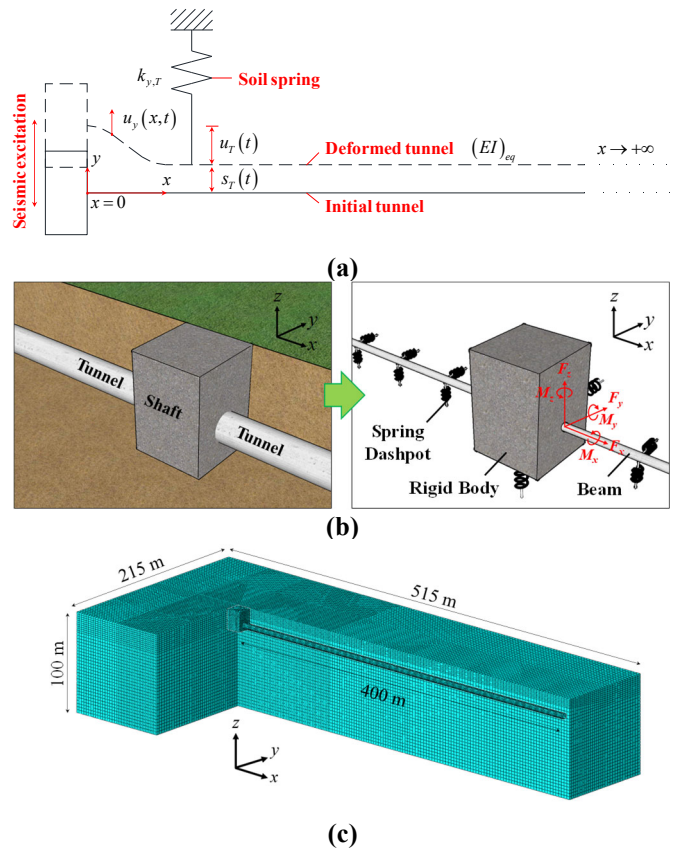 k_{y,T}
Soil spring
Seismic excitation
u_y(x,t)
u_T(t)
y
Deformed tunnel
(EI)_{eq}
x → +∞
x
s_T(t)
x = 0
Initial tunnel
(a)
Tunnel
Shaft
Tunnel
z
y
x
Spring
Dashpot
Rigid Body
Beam
F_z
M_z
F_y
M_y
F_x
M_x
z
y
x
(b)
215 m
515 m
100 m
400 m
z
y
x
(c)